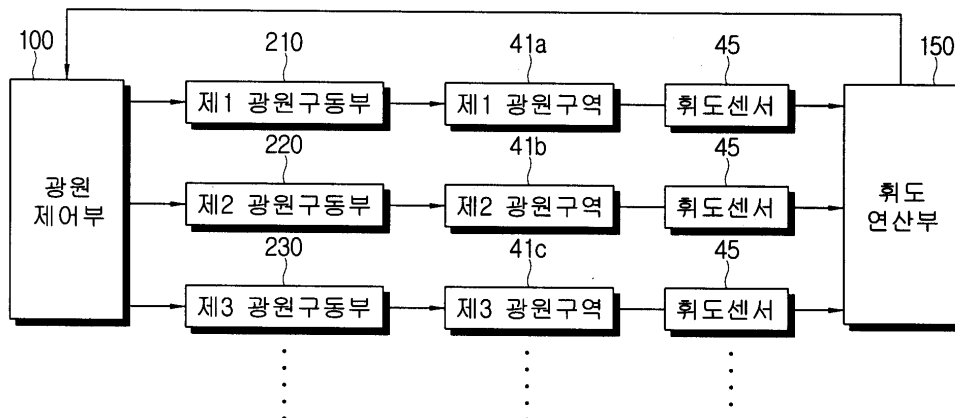 100 210 41a 45 150
제1 광원구동부 제1 광원구역 휘도센서
220 41b 45
광원
제어부
제2 광원구동부 제2 광원구역 휘도센서
휘도
연산부
230 41c 45
제3 광원구동부 제3 광원구역 휘도센서